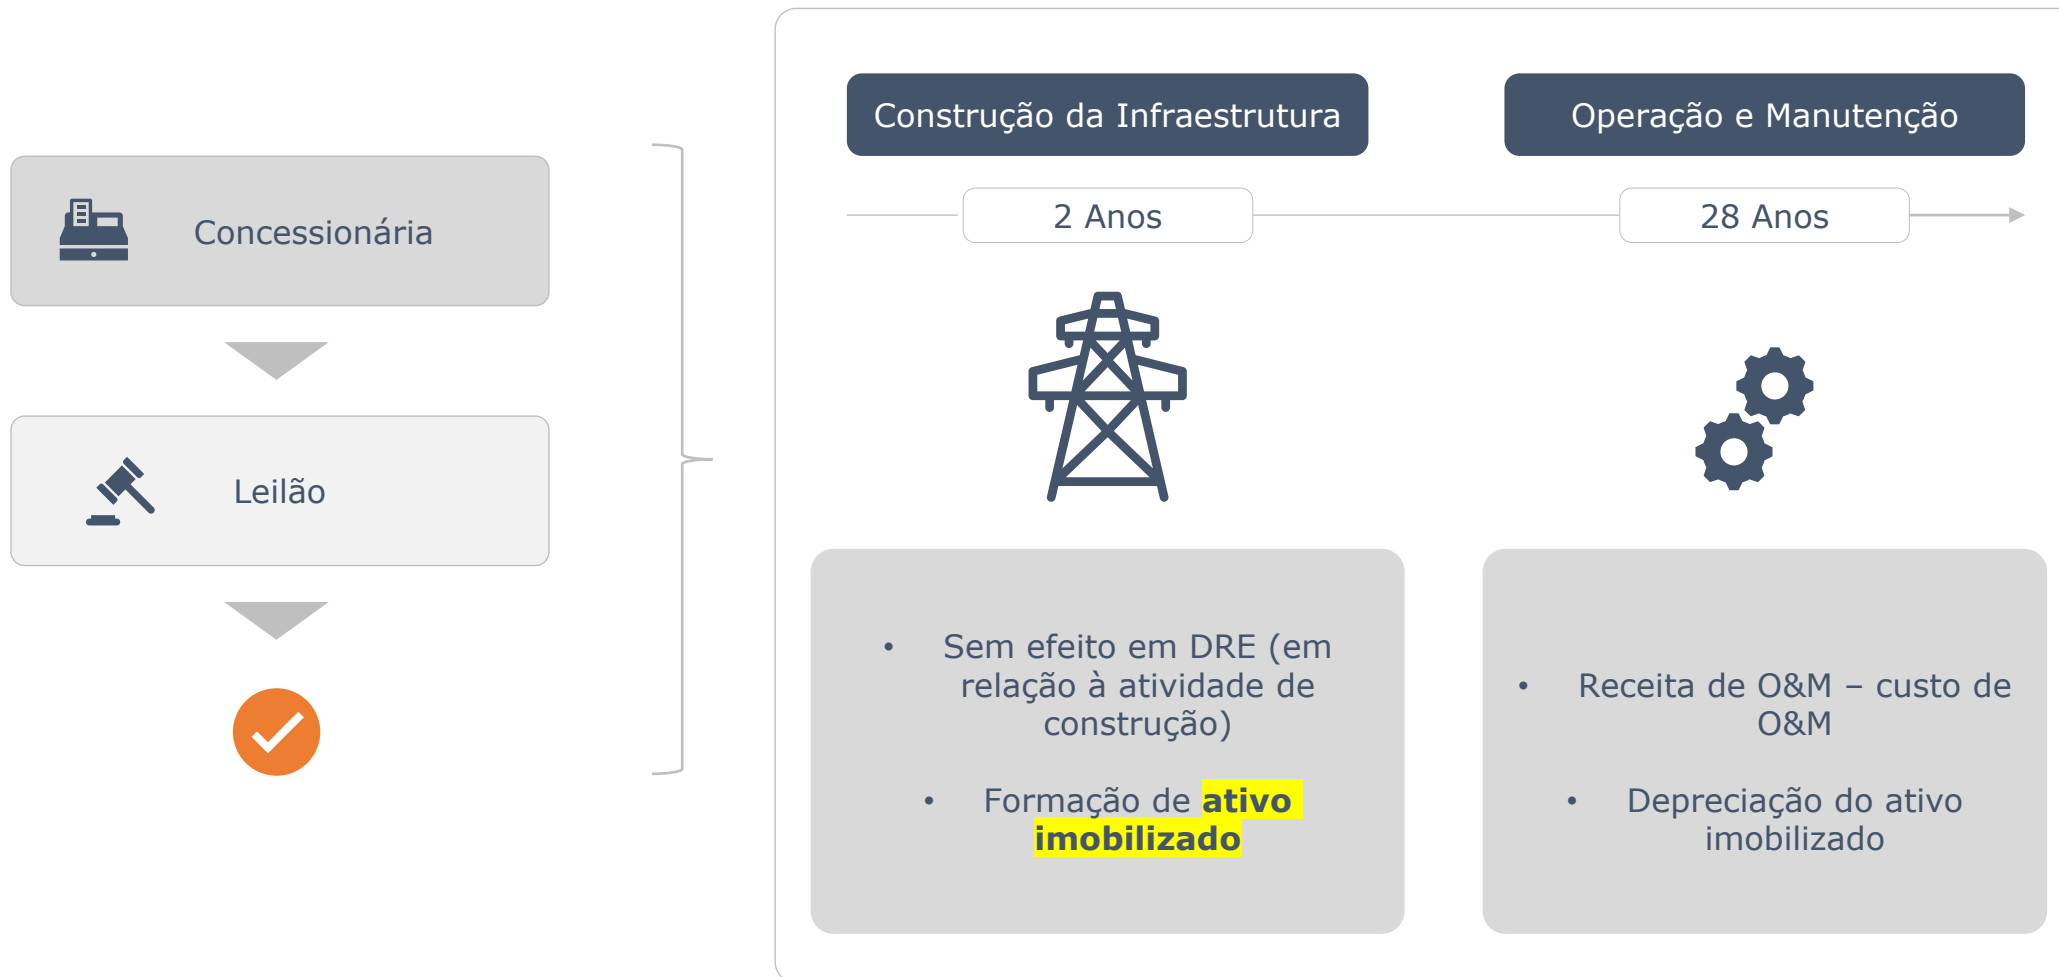 Concessionária
Leilão
Construção da Infraestrutura
Operação e Manutenção
2 Anos
28 Anos
• Sem efeito em DRE (em
relação à atividade de
construção)
• Formação de ativo
imobilizado
• Receita de O&M – custo de
O&M
• Depreciação do ativo
imobilizado